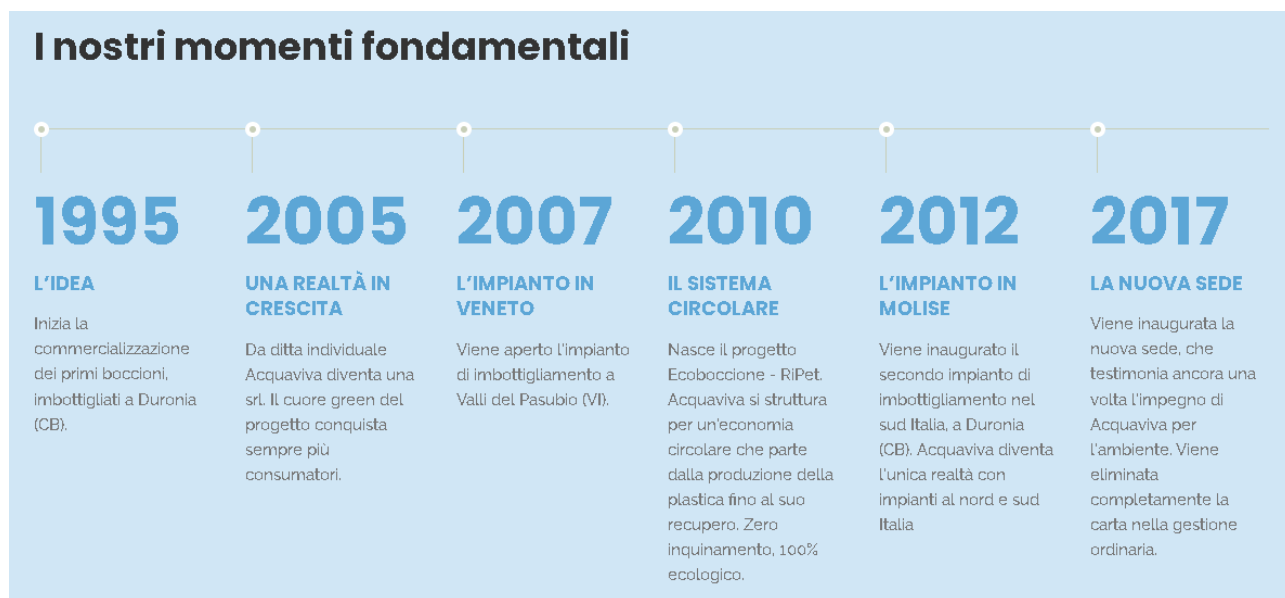 I nostri momenti fondamentali
1995
L'IDEA
Inizia la
commercializzazione
dei primi boccioni,
imbottigliati a Duronia
(CB).
2005
UNA REALTÀ IN
CRESCITA
Da ditta individuale
Acquaviva diventa una
srl. Il cuore green del
progetto conquista
sempre più
consumatori.
2007
L'IMPIANTO IN
VENETO
Viene aperto l'impianto
di imbottigliamento a
Valli del Pasubio (VI).
2010
IL SISTEMA
CIRCOLARE
Nasce il progetto
Ecoboccione - RiPet.
Acquaviva si struttura
per un'economia
circolare che parte
dalla produzione della
plastica fino al suo
recupero. Zero
inquinamento, 100%
ecologico.
2012
L'IMPIANTO IN
MOLISE
Viene inaugurato il
secondo impianto di
imbottigliamento nel
sud Italia, a Duronia
(CB). Acquaviva diventa
l'unica realtà con
impianti al nord e sud
Italia
2017
LA NUOVA SEDE
Viene inaugurata la
nuova sede, che
testimonia ancora una
volta l'impegno di
Acquaviva per
l'ambiente. Viene
eliminata
completamente la
carta nella gestione
ordinaria.